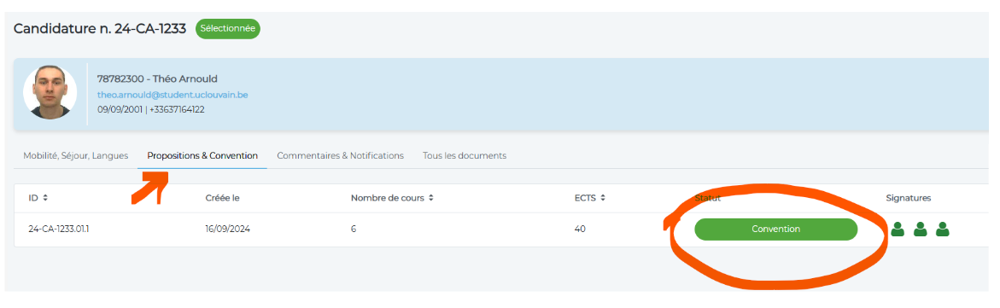 Candidature n. 24-CA-1233 Sélectionnée
78782300 - Théo Arnould
theo.arnould@student.uclouvain.be
09/09/2001 | +33637164122
Mobilité, Séjour, Langues Propositions & Convention Commentaires & Notifications Tous les documents
ID Créée le Nombre de cours ECTS Statut Signatures
24-CA-1233.01.1 16/09/2024 6 40 Convention